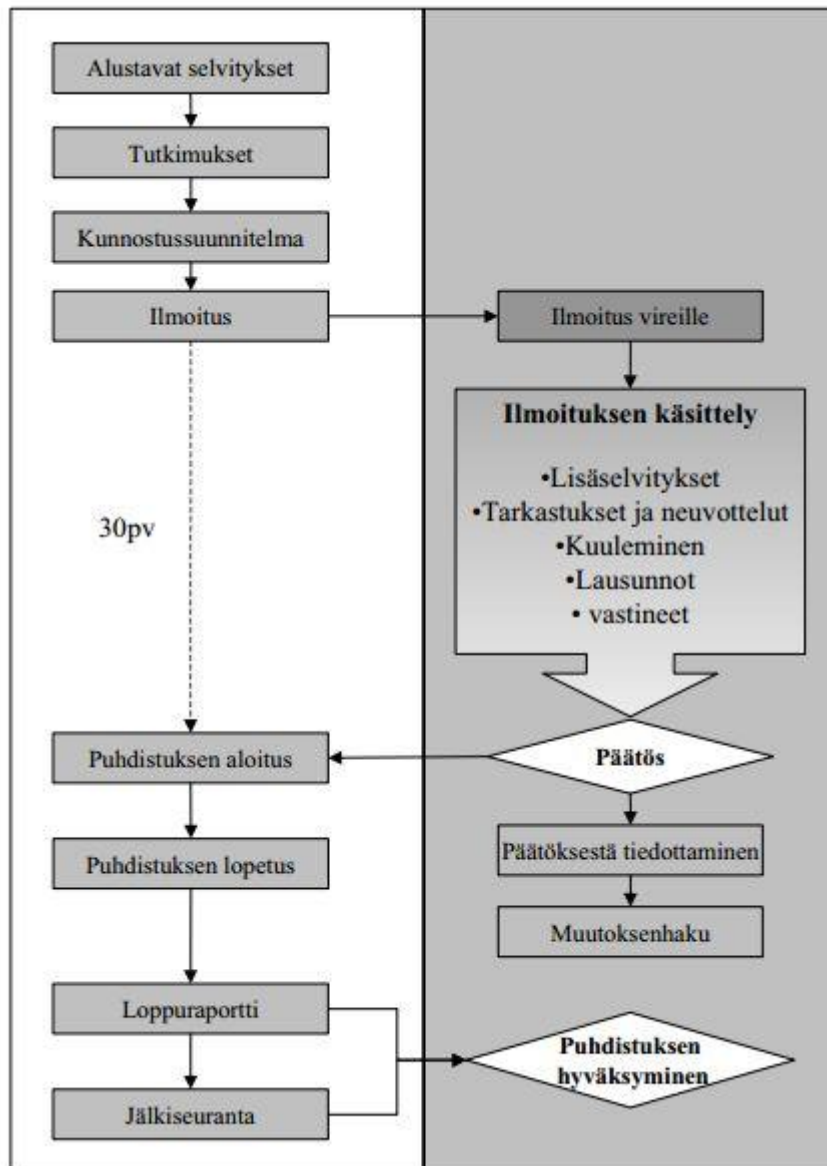 Alustavat selvitykset
Tutkimukset
Kunnostussuunnitelma
Ilmoitus
30pv
Puhdistuksen aloitus
Puhdistuksen lopetus
Loppuraportti
Jälkiseuranta
Ilmoitus vireille
Ilmoituksen käsittely
•Lisäselvitykset
•Tarkastukset ja neuvottelut
•Kuuleminen
•Lausunnot
• vastineet
Päätös
Päätöksestä tiedottaminen
Muutoksenhaku
Puhdistuksen
hyväksyminen